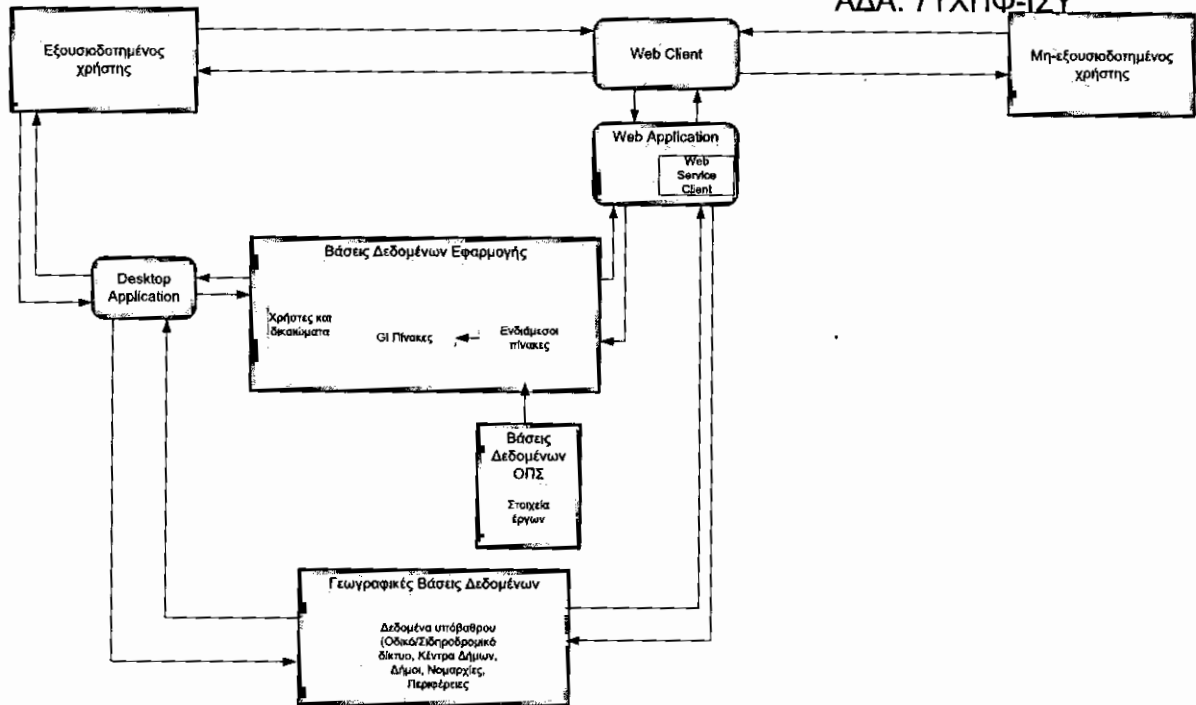 ΑΔΑ: 7ΥΧΠΦ-ΙΣΥ
Εξουσιοδοτημένος
χρήστης
Web Client
Μη-εξουσιοδοτημένος
χρήστης
Web Application
Web
Service
Client
Desktop
Application
Βάσεις Δεδομένων Εφαρμογής
Χρήστες και
δικαιώματα
GI Πίνακες
Ενδιάμεσοι
πίνακες
Βάσεις
Δεδομένων
ΟΠΣ
Στοιχεία
έργων
Γεωγραφικές Βάσεις Δεδομένων
Δεδομένα υπόβαθρου
(Οδικό/Σιδηροδρομικό
δίκτυο, Κέντρα Δήμων,
Δήμοι, Νομαρχίες,
Περιφέρειες